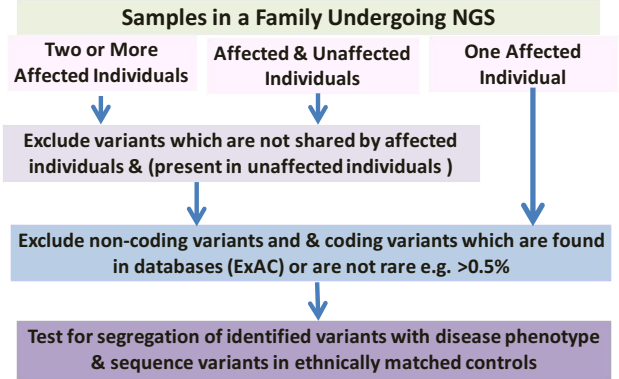 Samples in a Family Undergoing NGS
Two or More
Affected Individuals
Affected & Unaffected
Individuals
One Affected
Individual
Exclude variants which are not shared by affected
individuals & (present in unaffected individuals )
Exclude non-coding variants and & coding variants which are found
in databases (ExAC) or are not rare e.g. >0.5%
Test for segregation of identified variants with disease phenotype
& sequence variants in ethnically matched controls